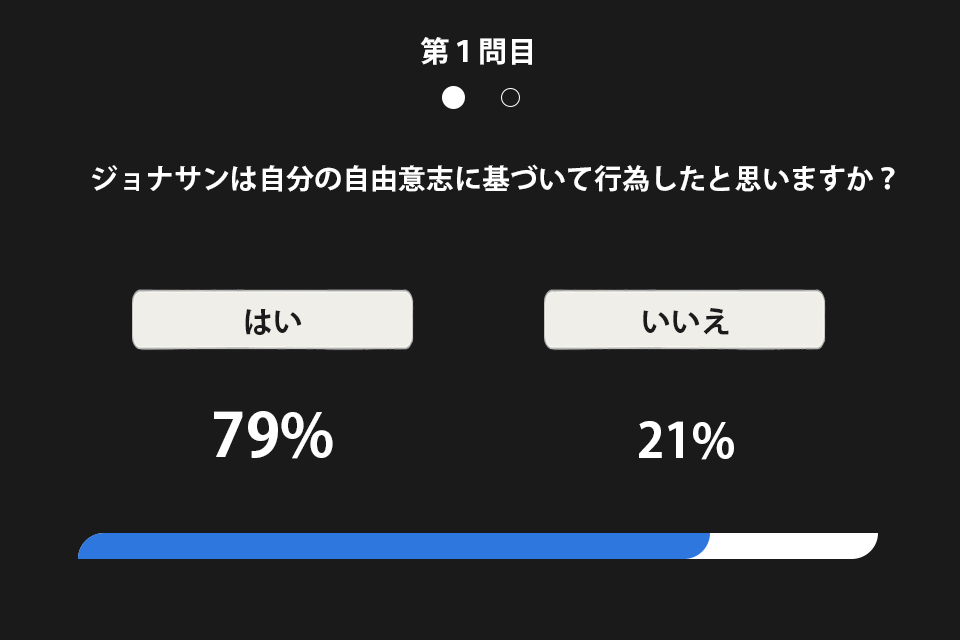 第１問目
ジョナサンは自分の自由意志に基づいて行為したと思いますか？
はい
いいえ
79%
21%